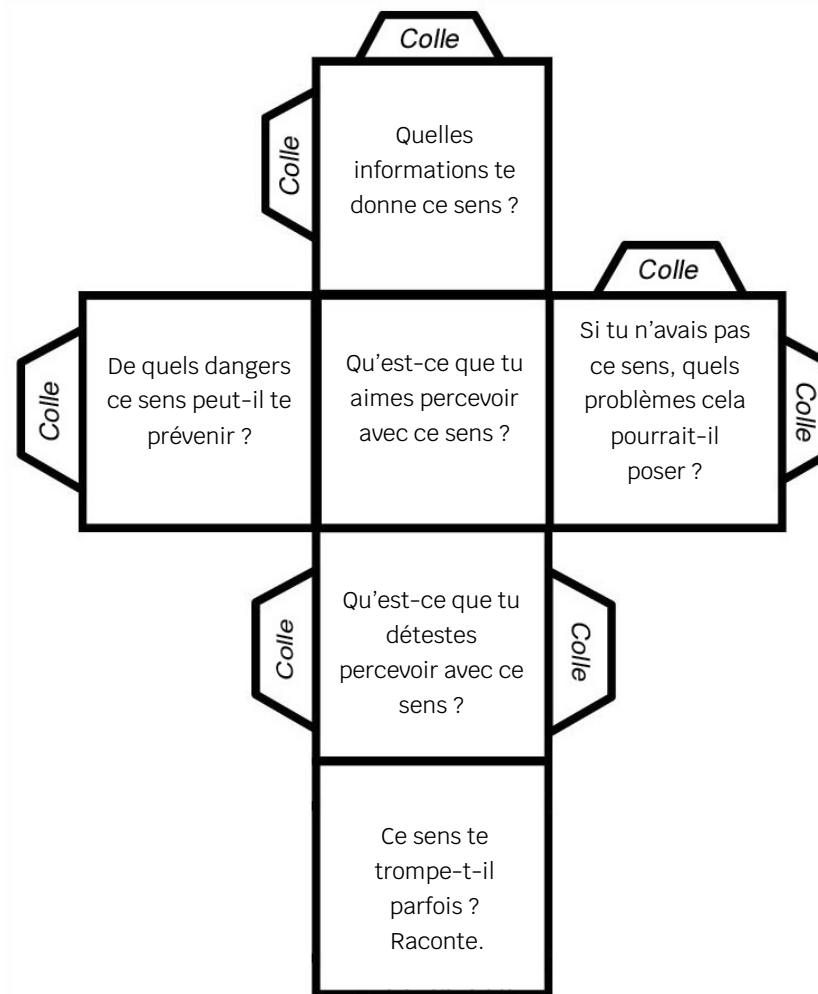 Colle
Colle
Quelles
informations te
donne ce sens ?
Colle
Colle
De quels dangers
ce sens peut-il te
prévenir ?
Qu’est-ce que tu
aimes percevoir
avec ce sens ?
Si tu n’avais pas
ce sens, quels
problèmes cela
pourrait-il
poser ?
Colle
Colle
Qu’est-ce que tu
détestes
percevoir avec ce
sens ?
Colle
Ce sens te
trompe-t-il
parfois ?
Raconte.